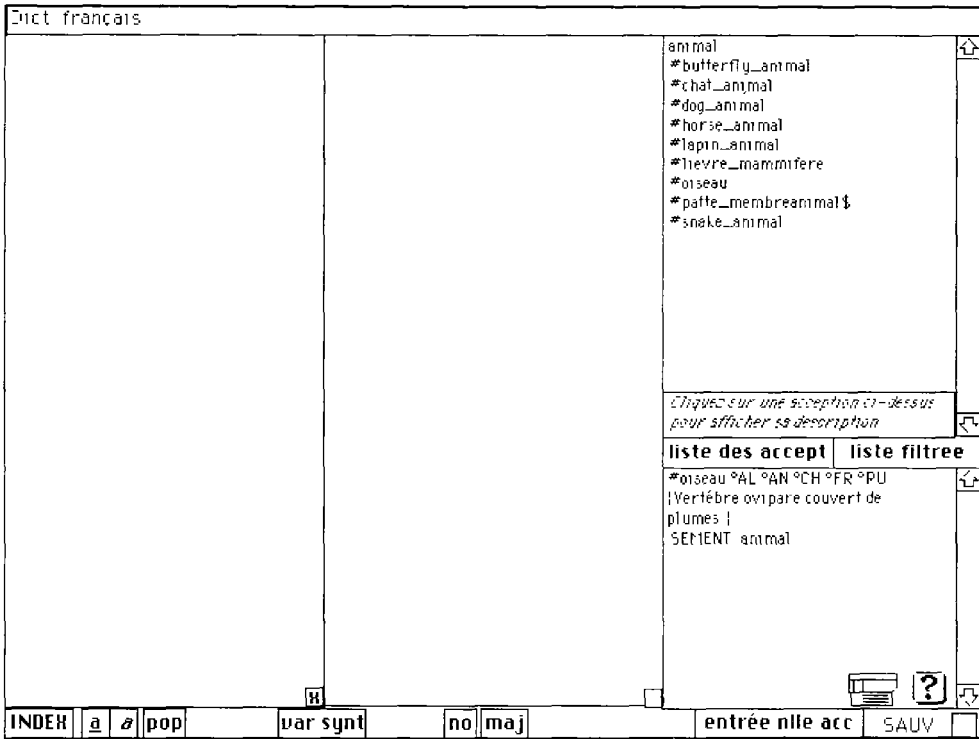 Dict français
animal
#butterfly_animal
#chat_animal
#dog_animal
#horse_animal
#lapin_animal
#lievre_mammifere
#oiseau
#patte_membreanimal$
#snake_animal
Cliquez sur une acception ci-dessus
pour afficher sa description
liste des accept liste filtree
#oiseau °AL °AN °CH °FR °PU
|Vertébre ovipare couvert de
plumes |
SEMENT animal
X
?
INDEX a a pop var synt no maj entrée nlle acc SAUV